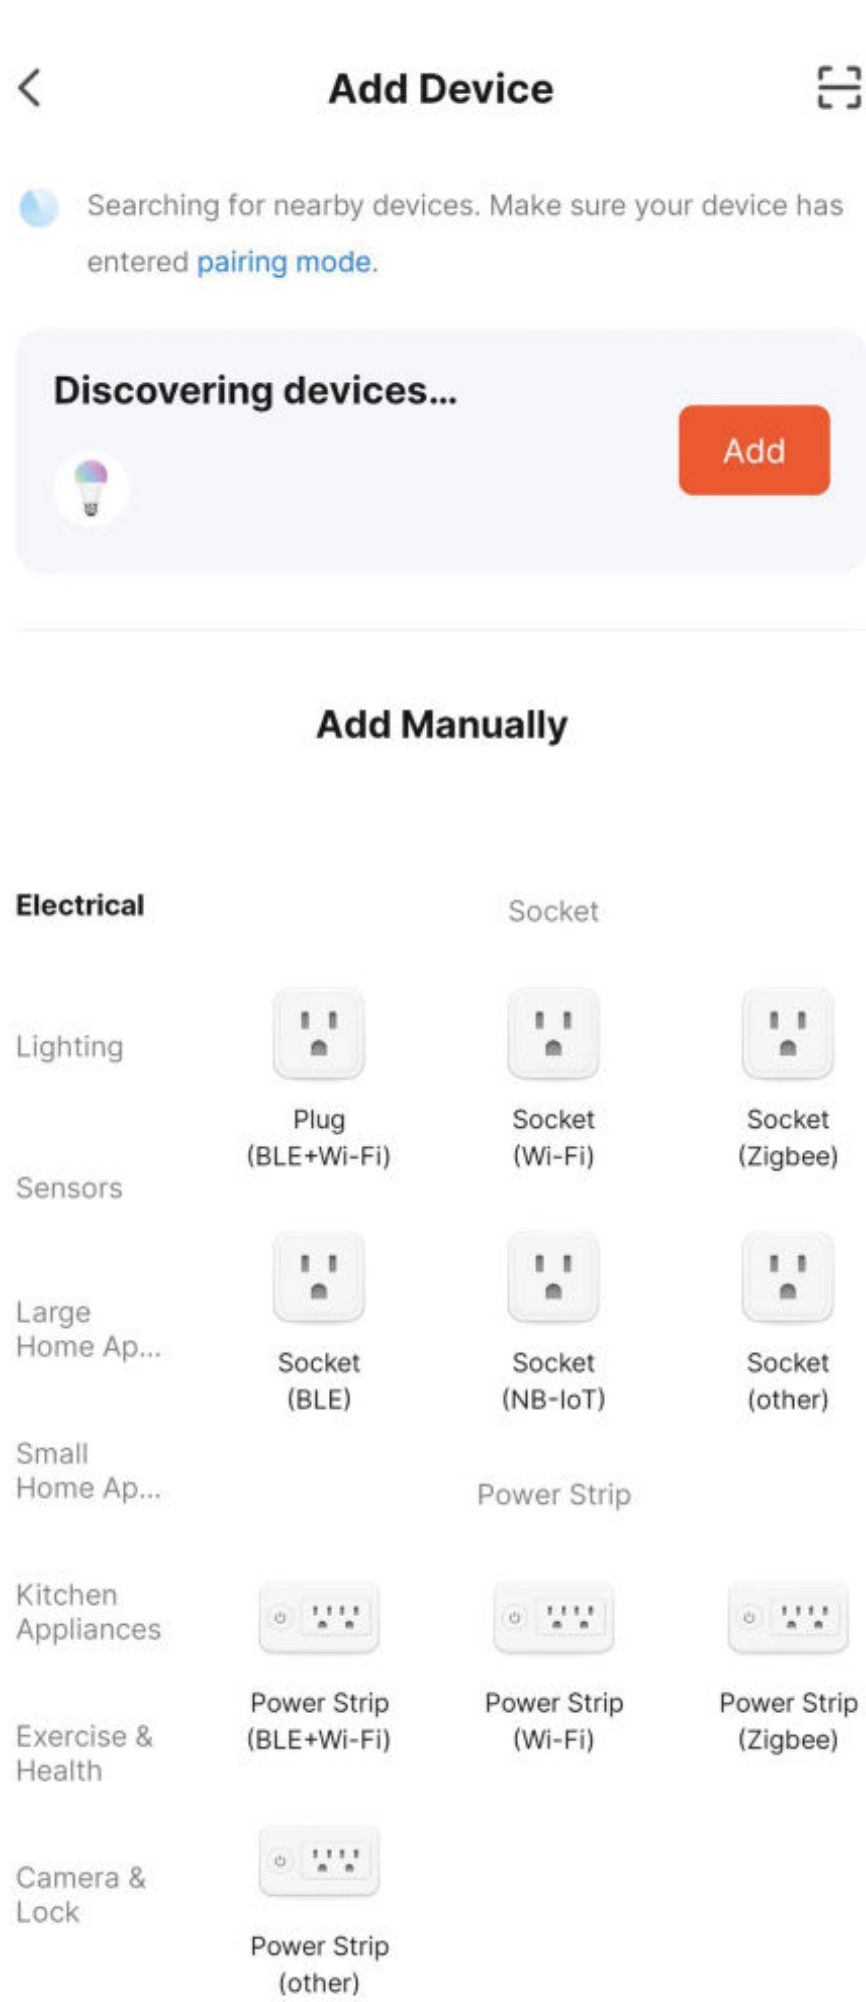 Add Device
Searching for nearby devices. Make sure your device has
entered pairing mode.
Discovering devices...
Add
Add Manually
Electrical
Lighting
Sensors
Large
Home Ap...
Small
Home Ap...
Kitchen
Appliances
Exercise &
Health
Camera &
Lock
Socket
Plug
(BLE+Wi-Fi)
Socket
(Wi-Fi)
Socket
(Zigbee)
Socket
(BLE)
Socket
(NB-IoT)
Socket
(other)
Power Strip
Power Strip
(BLE+Wi-Fi)
Power Strip
(Wi-Fi)
Power Strip
(Zigbee)
Power Strip
(other)